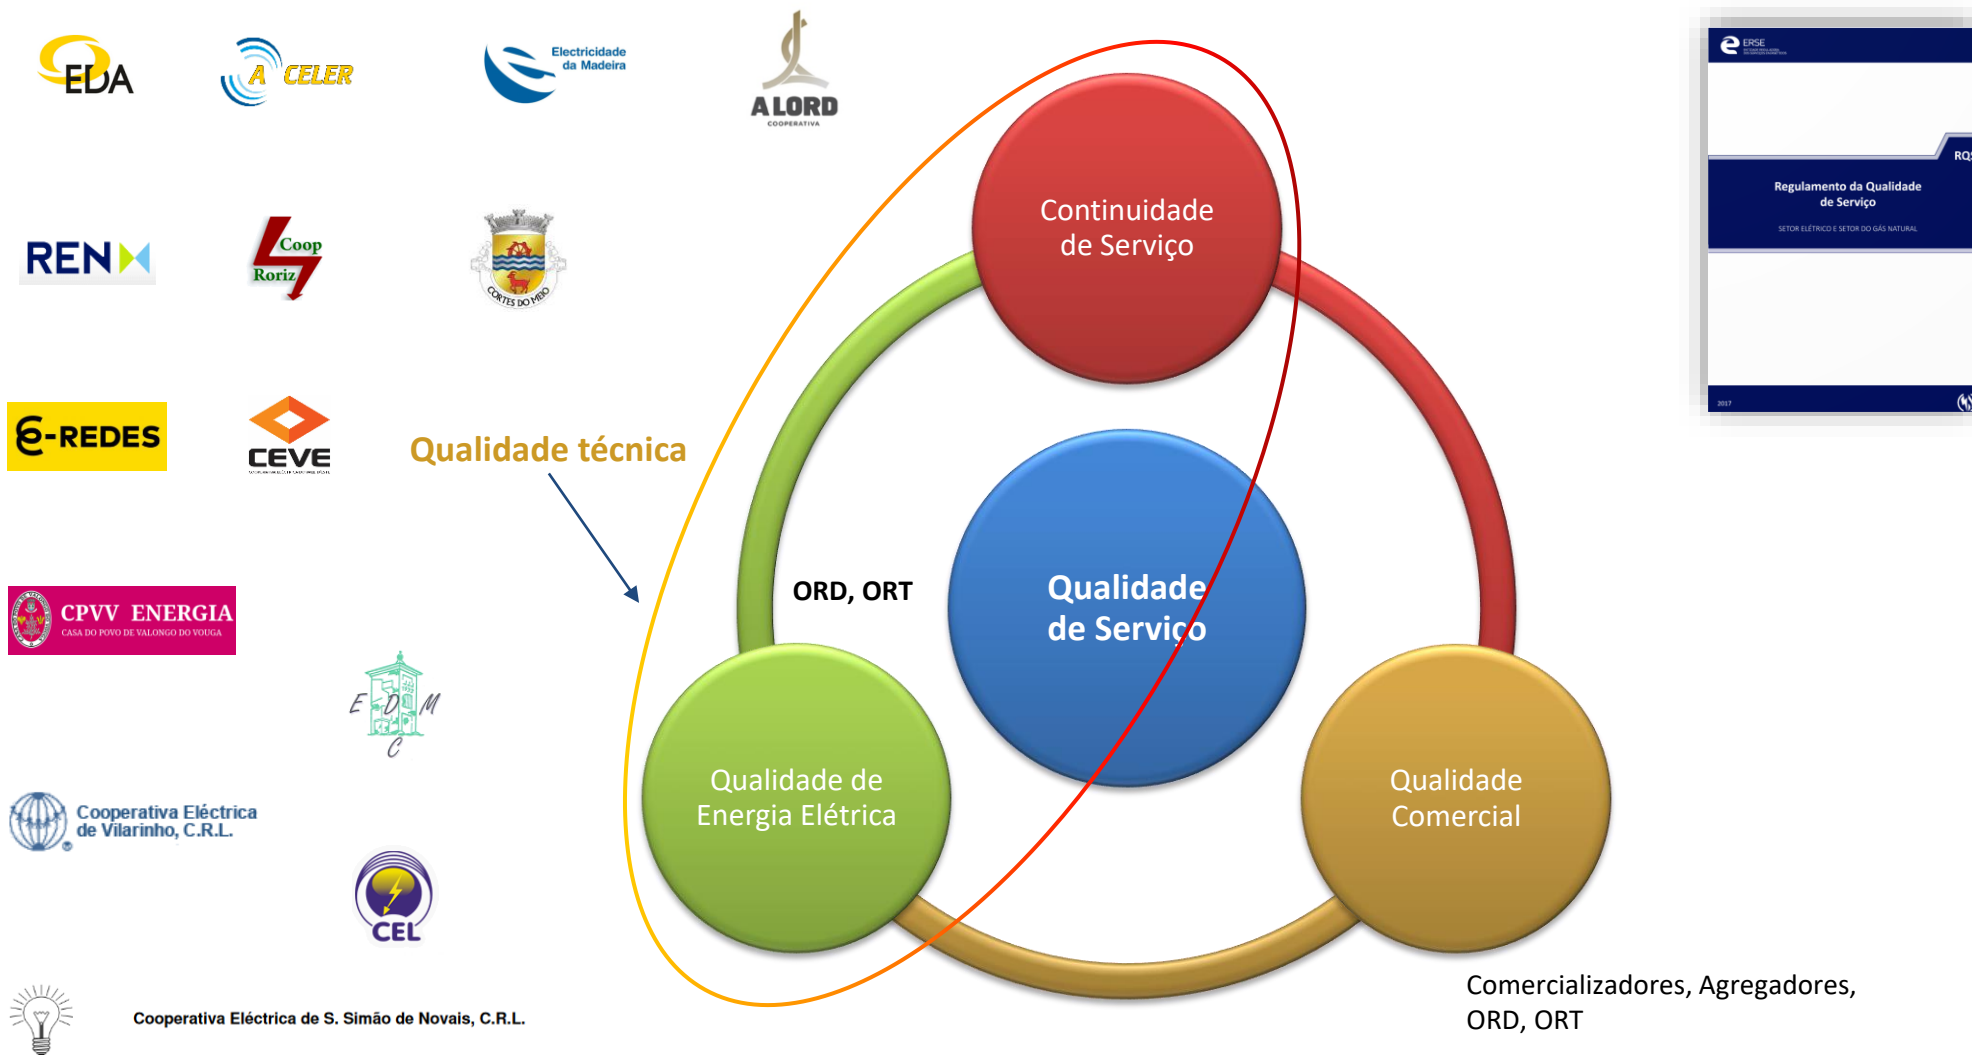 EDA
A CELER
Electricidade
da Madeira
A LORD
COOPERATIVA
ERSE
RQS
Regulamento da Qualidade
de Serviço
SETOR ELÉTRICO E SETOR DO GÁS NATURAL
2017
REN
Coop
Roriz
CORTES DO MEIO
E-REDES
CEVE
CPVV ENERGIA
CASA DO POVO DE VALONGO DO VOUGA
E D M
C
Cooperativa Eléctrica
de Vilarinho, C.R.L.
CEL
Cooperativa Eléctrica de S. Simão de Novais, C.R.L.
Qualidade técnica
Continuidade
de Serviço
ORD, ORT
Qualidade
de Serviço
Qualidade de
Energia Elétrica
Qualidade
Comercial
Comercializadores, Agregadores,
ORD, ORT